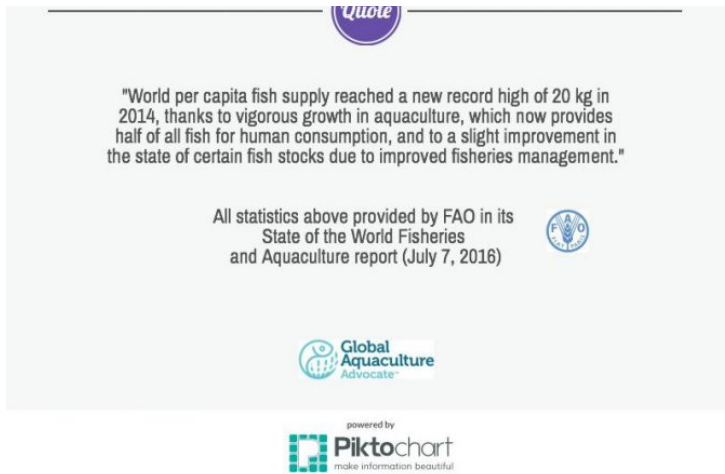 Quote
"World per capita fish supply reached a new record high of 20 kg in
2014, thanks to vigorous growth in aquaculture, which now provides
half of all fish for human consumption, and to a slight improvement in
the state of certain fish stocks due to improved fisheries management."
All statistics above provided by FAO in its
State of the World Fisheries
and Aquaculture report (July 7, 2016)
F A O
FIAT PANIS
Global
Aquaculture
Advocate
powered by
Piktochart
make information beautiful